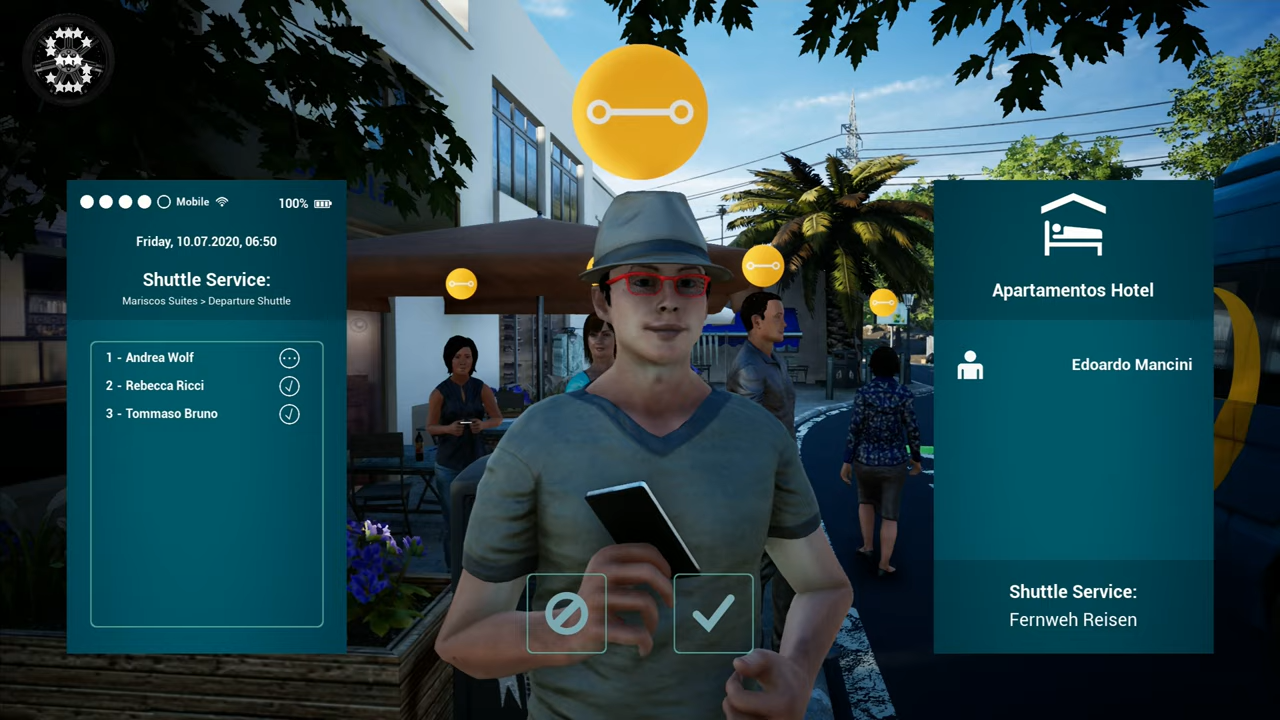 Mobile
100%
Friday, 10.07.2020, 06:50
Shuttle Service:
Mariscos Suites > Departure Shuttle
1 - Andrea Wolf
2 - Rebecca Ricci
3 - Tommaso Bruno
Apartamentos Hotel
Edoardo Mancini
Shuttle Service:
Fernweh Reisen